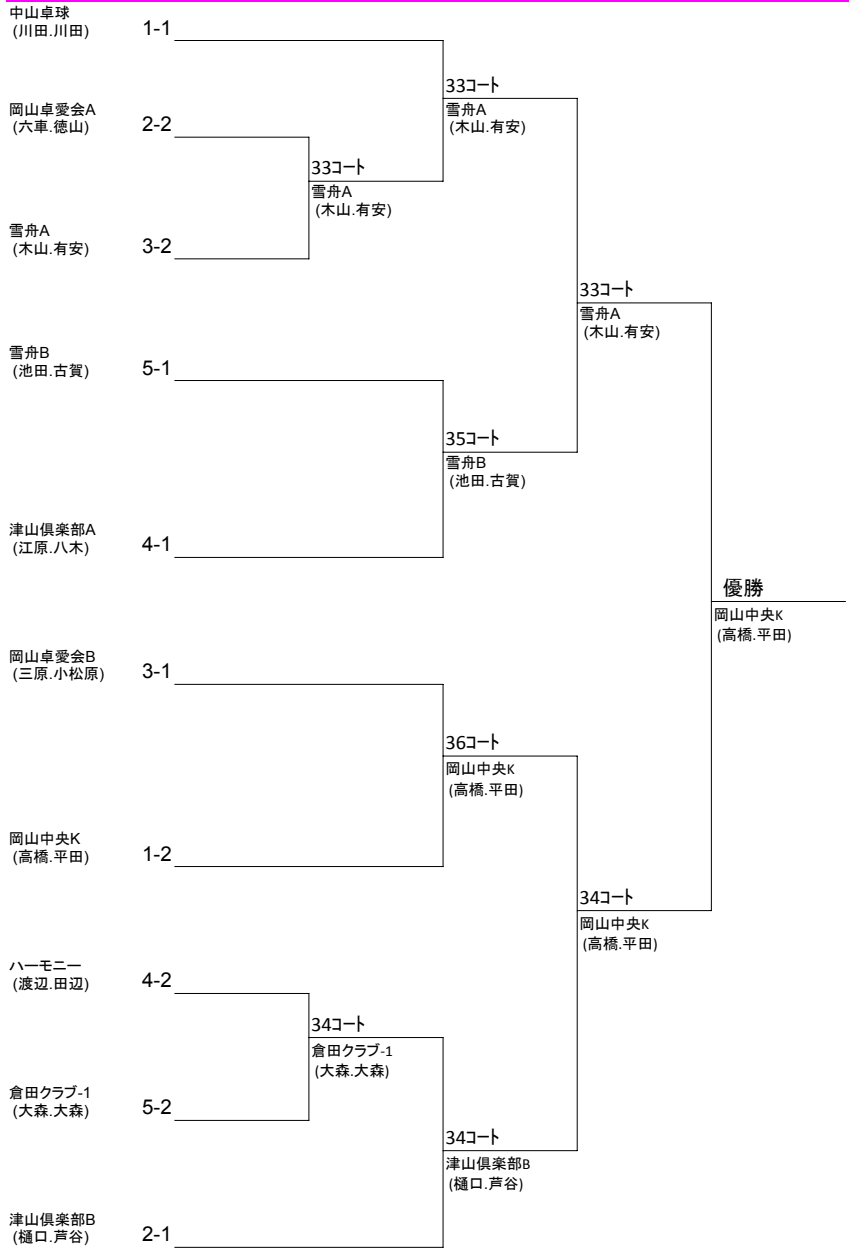 中山卓球
(川田.川田) 1-1
33コート
岡山卓愛会A
(六車.徳山) 2-2
雪舟A
(木山.有安)
33コート
雪舟A
(木山.有安)
雪舟A
(木山.有安) 3-2
33コート
雪舟A
(木山.有安)
雪舟B
(池田.古賀) 5-1
35コート
雪舟B
(池田.古賀)
津山倶楽部A
(江原.八木) 4-1
優勝
岡山中央K
(高橋.平田)
岡山卓愛会B
(三原.小松原) 3-1
36コート
岡山中央K
(高橋.平田)
岡山中央K
(高橋.平田) 1-2
34コート
岡山中央K
(高橋.平田)
ハーモニー
(渡辺.田辺) 4-2
34コート
倉田クラブ-1
(大森.大森)
倉田クラブ-1
(大森.大森) 5-2
34コート
津山倶楽部B
(樋口.芦谷)
津山倶楽部B
(樋口.芦谷) 2-1